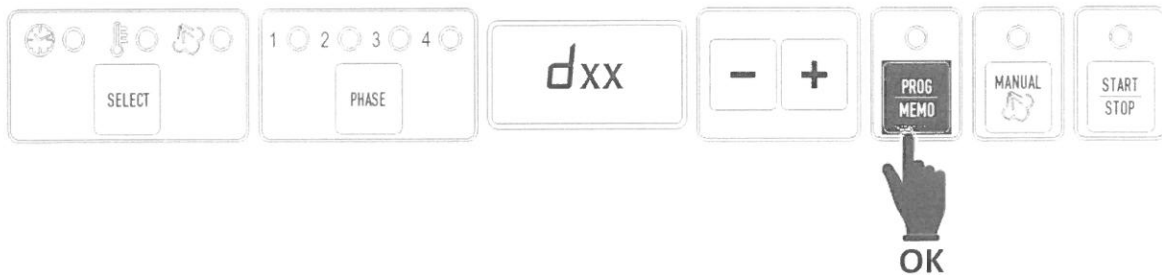 1 2 3 4
SELECT
PHASE
dxx
- +
PROG
MEMO
MANUAL
START
STOP
OK